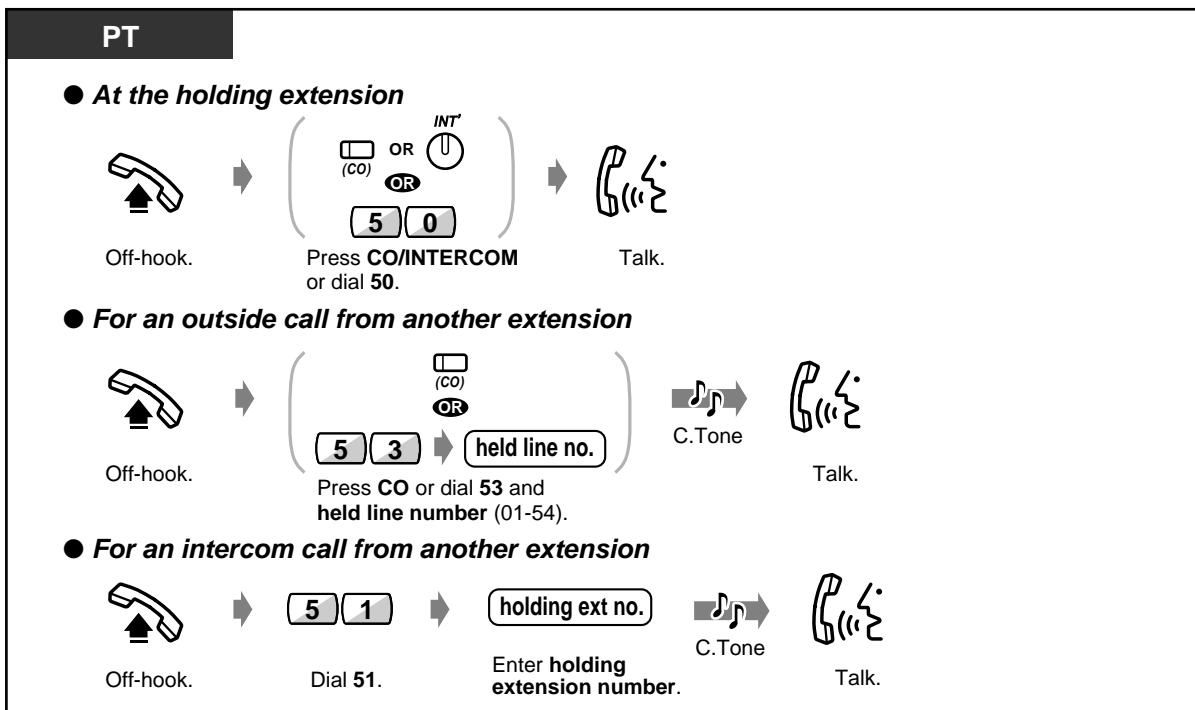 PT
● At the holding extension
INT'
OR
(CO)
OR
5 0
Off-hook.
Press CO/INTERCOM
or dial 50.
Talk.
● For an outside call from another extension
(CO)
OR
5 3
held line no.
C.Tone
Off-hook.
Press CO or dial 53 and
held line number (01-54).
Talk.
● For an intercom call from another extension
5 1
holding ext no.
C.Tone
Off-hook.
Dial 51.
Enter holding
extension number.
Talk.